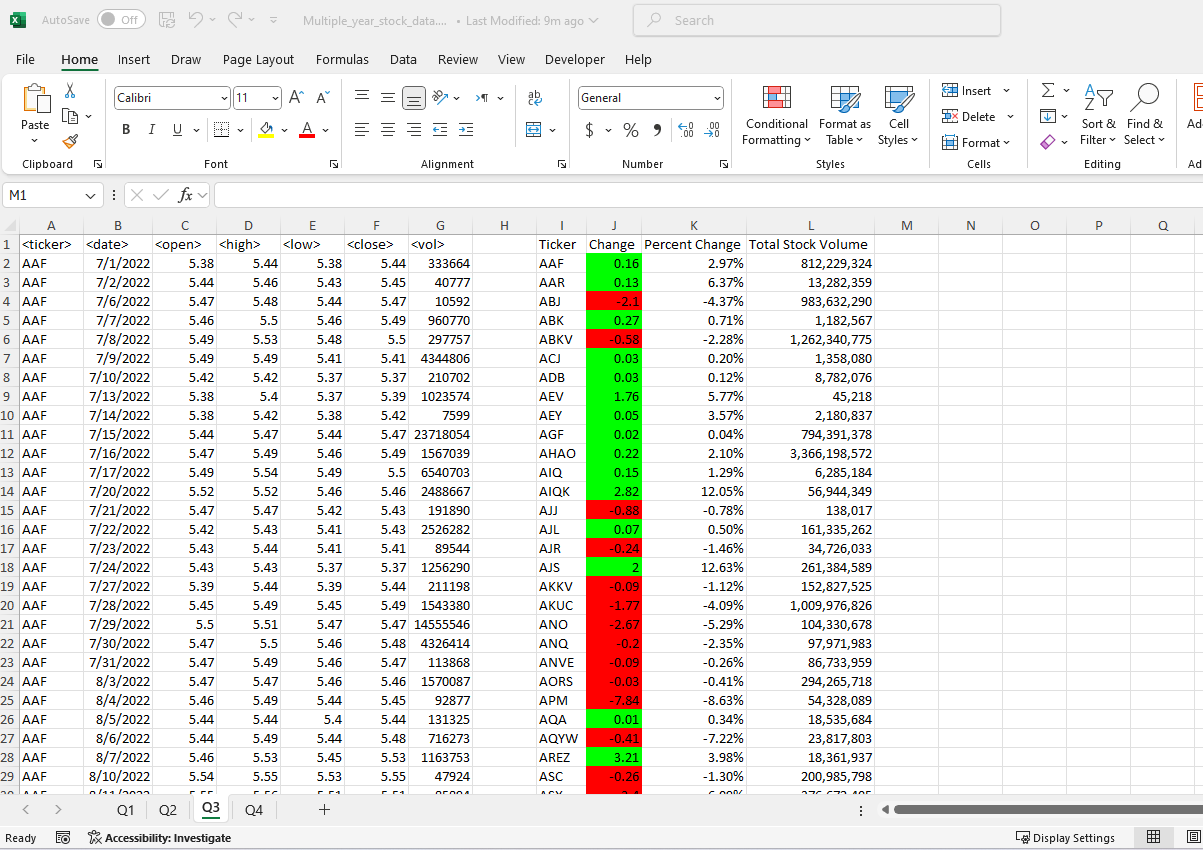 AutoSave Off Multiple_year_stock_data.... • Last Modified: 9m ago Search
File Home Insert Draw Page Layout Formulas Data Review View Developer Help
Paste
Clipboard
Calibri 11
B I U A
Font
ab
Alignment
General
$ % 9
Number
Conditional Formatting
Format as Table
Cell Styles
Styles
Insert
Delete
Format
Cells
Sort & Filter
Find & Select
Editing
M1 fx
A B C D E F G H I J K L M N O P Q
1 <ticker> <date> <open> <high> <low> <close> <vol> Ticker Change Percent Change Total Stock Volume
2 AAF 7/1/2022 5.38 5.44 5.38 5.44 333664 AAF 0.16 2.97% 812,229,324
3 AAF 7/2/2022 5.44 5.46 5.43 5.45 40777 AAR 0.13 6.37% 13,282,359
4 AAF 7/6/2022 5.47 5.48 5.44 5.47 10592 ABJ -2.1 -4.37% 983,632,290
5 AAF 7/7/2022 5.46 5.5 5.46 5.49 960770 ABK 0.27 0.71% 1,182,567
6 AAF 7/8/2022 5.49 5.53 5.48 5.5 297757 ABKV -0.58 -2.28% 1,262,340,775
7 AAF 7/9/2022 5.49 5.49 5.41 5.41 4344806 ACJ 0.03 0.20% 1,358,080
8 AAF 7/10/2022 5.42 5.42 5.37 5.37 210702 ADB 0.03 0.12% 8,782,076
9 AAF 7/13/2022 5.38 5.4 5.37 5.39 1023574 AEV 1.76 5.77% 45,218
10 AAF 7/14/2022 5.38 5.42 5.38 5.42 7599 AEY 0.05 3.57% 2,180,837
11 AAF 7/15/2022 5.44 5.47 5.44 5.47 23718054 AGF 0.02 0.04% 794,391,378
12 AAF 7/16/2022 5.47 5.49 5.46 5.49 1567039 AHAO 0.22 2.10% 3,366,198,572
13 AAF 7/17/2022 5.49 5.54 5.49 5.5 6540703 AIQ 0.15 1.29% 6,285,184
14 AAF 7/20/2022 5.52 5.52 5.46 5.46 2488667 AIQK 2.82 12.05% 56,944,349
15 AAF 7/21/2022 5.47 5.47 5.42 5.43 191890 AJJ -0.88 -0.78% 138,017
16 AAF 7/22/2022 5.42 5.43 5.41 5.43 2526282 AJL 0.07 0.50% 161,335,262
17 AAF 7/23/2022 5.43 5.44 5.41 5.41 89544 AJR -0.24 -1.46% 34,726,033
18 AAF 7/24/2022 5.43 5.43 5.37 5.37 1256290 AJS 2 12.63% 261,384,589
19 AAF 7/27/2022 5.39 5.44 5.39 5.44 211198 AKKV -0.09 -1.12% 152,827,525
20 AAF 7/28/2022 5.45 5.49 5.45 5.49 1543380 AKUC -1.77 -4.09% 1,009,976,826
21 AAF 7/29/2022 5.5 5.51 5.47 5.47 14555546 ANO -2.67 -5.29% 104,330,678
22 AAF 7/30/2022 5.47 5.5 5.46 5.48 4326414 ANQ -0.2 -2.35% 97,971,983
23 AAF 7/31/2022 5.47 5.49 5.46 5.47 113868 ANVE -0.09 -0.26% 86,733,959
24 AAF 8/3/2022 5.47 5.47 5.46 5.46 1570087 AORS -0.03 -0.41% 294,265,718
25 AAF 8/4/2022 5.46 5.49 5.44 5.45 92877 APM -7.84 -8.63% 54,328,089
26 AAF 8/5/2022 5.44 5.44 5.4 5.44 131325 AQA 0.01 0.34% 18,535,684
27 AAF 8/6/2022 5.44 5.49 5.44 5.48 716273 AQYW -0.41 -7.22% 23,817,803
28 AAF 8/7/2022 5.46 5.53 5.45 5.53 1163753 AREZ 3.21 3.98% 18,361,937
29 AAF 8/10/2022 5.54 5.55 5.53 5.55 47924 ASC -0.26 -1.30% 200,985,798
Q1 Q2 Q3 Q4 +
Ready Accessibility: Investigate Display Settings